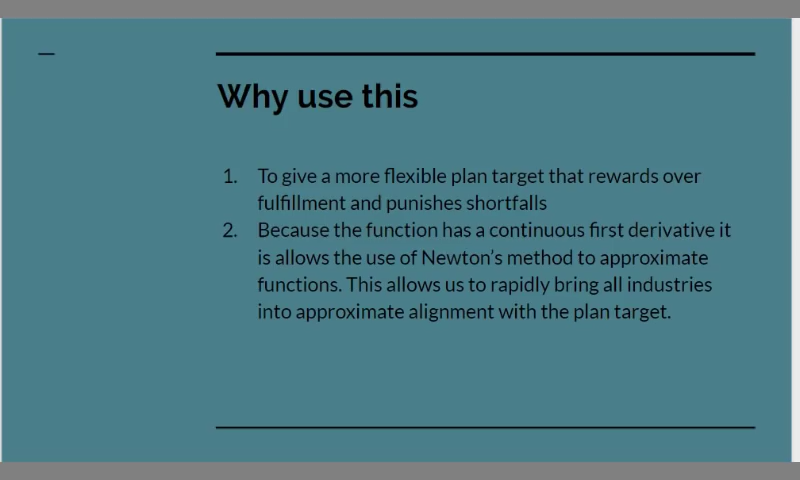 Why use this
1. To give a more flexible plan target that rewards over
fulfillment and punishes shortfalls
2. Because the function has a continuous first derivative it
is allows the use of Newton’s method to approximate
functions. This allows us to rapidly bring all industries
into approximate alignment with the plan target.